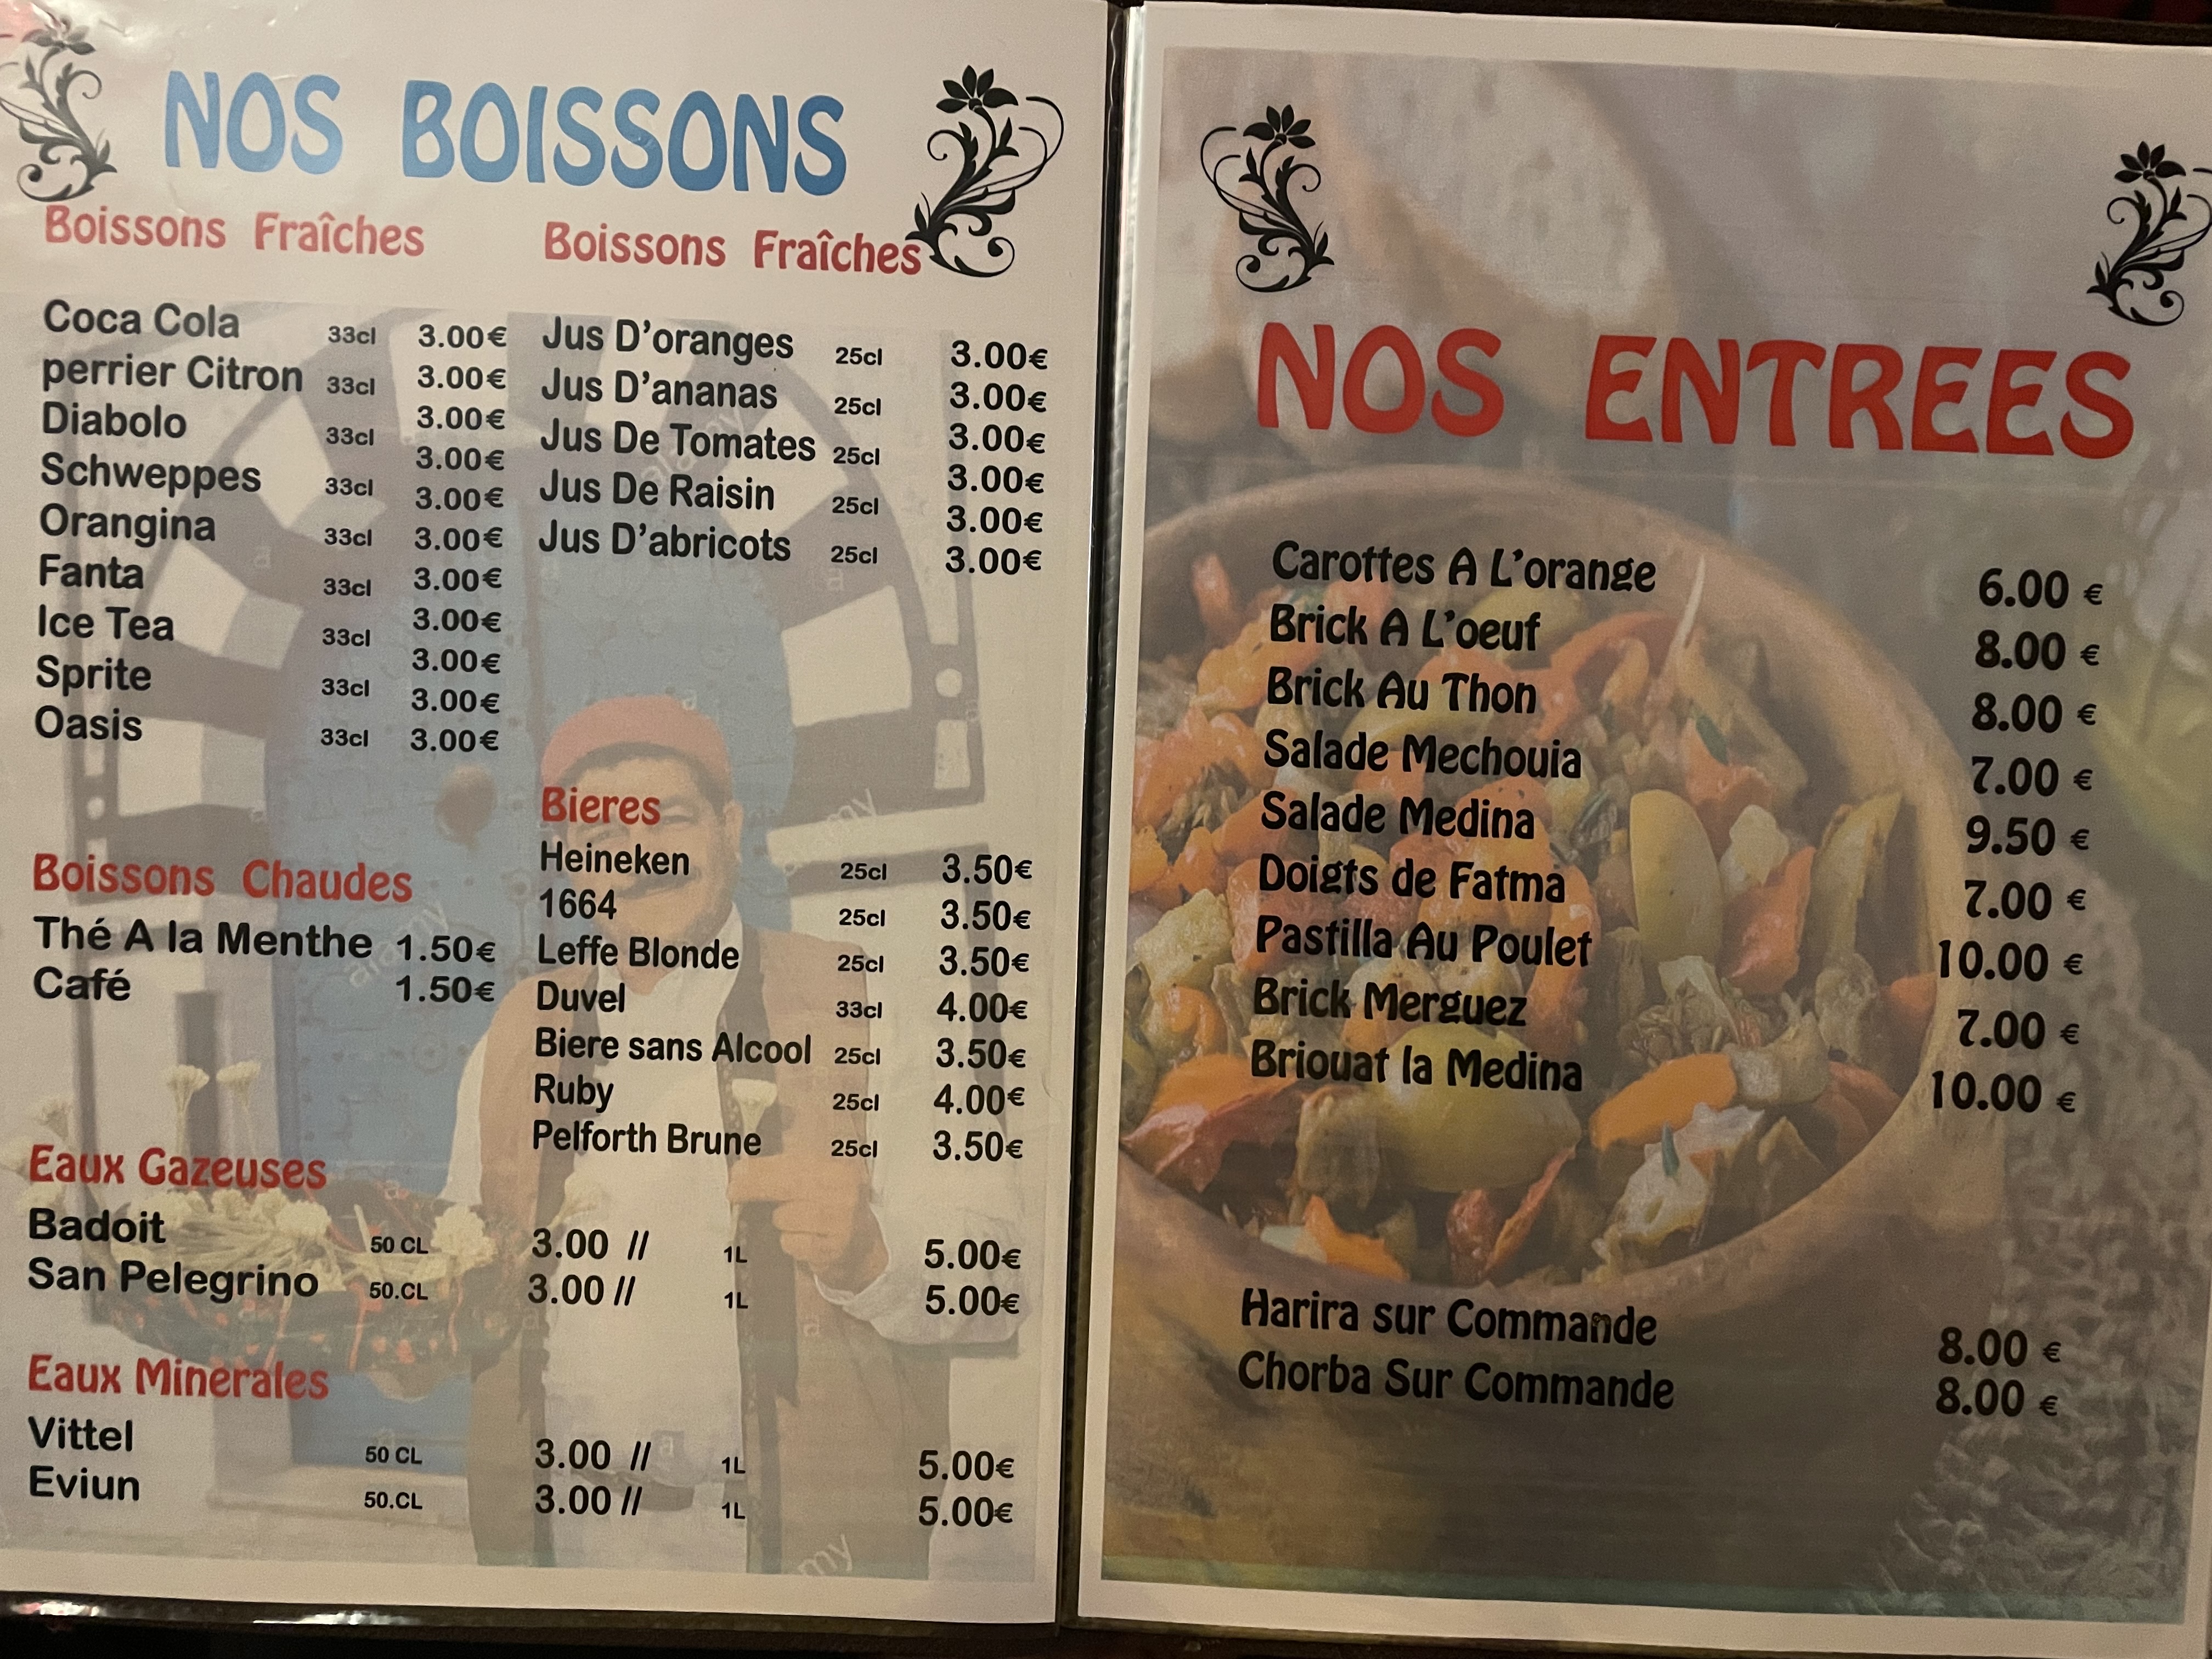 NOS BOISSONS
Boissons Fraîches
Coca Cola 33cl 3.00€
perrier Citron 33cl 3.00€
Diabolo 33cl 3.00€
Schweppes 33cl 3.00€
Orangina 33cl 3.00€
Fanta 33cl 3.00€
Ice Tea 33cl 3.00€
Sprite 33cl 3.00€
Oasis 33cl 3.00€
3.00€
3.00€
Boissons Chaudes
Thé A la Menthe 1.50€
Café 1.50€
Boissons Fraîches
Jus D'oranges 25cl 3.00€
Jus D'ananas 25cl 3.00€
Jus De Tomates 25cl 3.00€
Jus De Raisin 25cl 3.00€
Jus D'abricots 25cl 3.00€
3.00€
Bieres
Heineken 25cl 3.50€
1664 25cl 3.50€
Leffe Blonde 25cl 3.50€
Duvel 33cl 4.00€
Biere sans Alcool 25cl 3.50€
Ruby 25cl 4.00€
Pelforth Brune 25cl 3.50€
Eaux Gazeuses
Badoit 50 CL 3.00 // 1L 5.00€
San Pelegrino 50.CL 3.00 // 1L 5.00€
Eaux Minerales
Vittel 50 CL 3.00 // 1L 5.00€
Eviun 50.CL 3.00 // 1L 5.00€
NOS ENTREES
Carottes A L'orange 6.00 €
Brick A L'oeuf 8.00 €
Brick Au Thon 8.00 €
Salade Mechouia 7.00 €
Salade Medina 9.50 €
Doigts de Fatma 7.00 €
Pastilla Au Poulet 10.00 €
Brick Merguez 7.00 €
Briouat la Medina 10.00 €
Harira sur Commande 8.00 €
Chorba Sur Commande 8.00 €